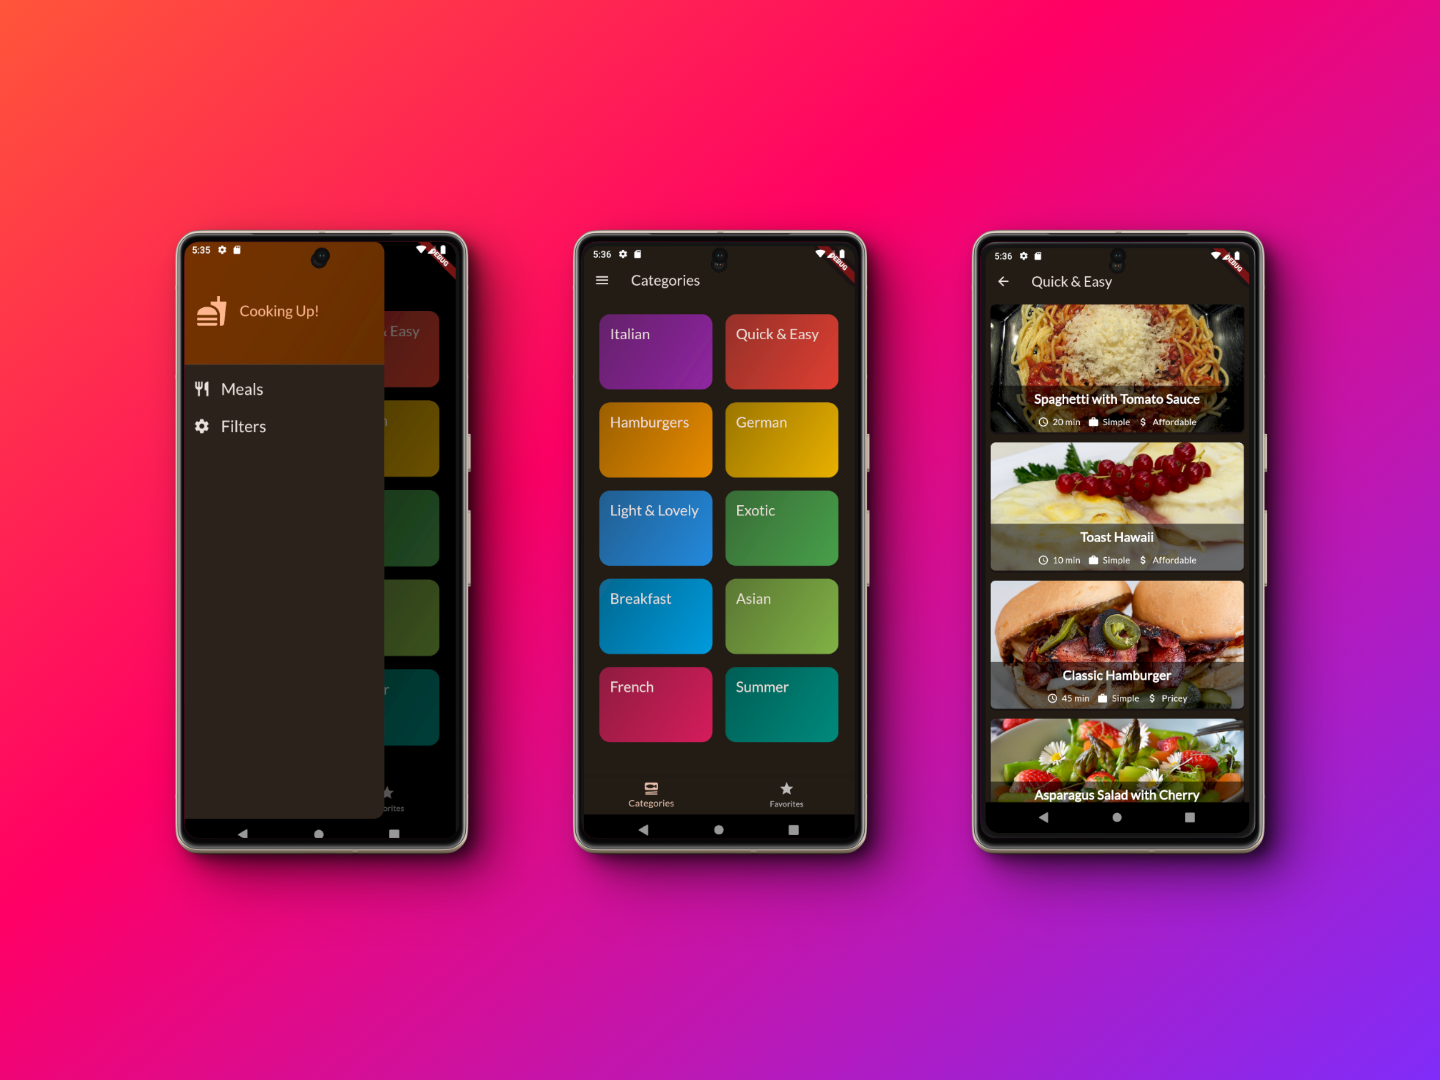 5:35
DEBUG
Cooking Up!
Meals
Filters
& Easy
n
r
orites
5:36
DEBUG
Categories
Italian
Quick & Easy
Hamburgers
German
Light & Lovely
Exotic
Breakfast
Asian
French
Summer
Categories
Favorites
5:36
DEBUG
Quick & Easy
Spaghetti with Tomato Sauce
20 min Simple $ Affordable
Toast Hawaii
10 min Simple $ Affordable
Classic Hamburger
45 min Simple $ Pricey
Asparagus Salad with Cherry